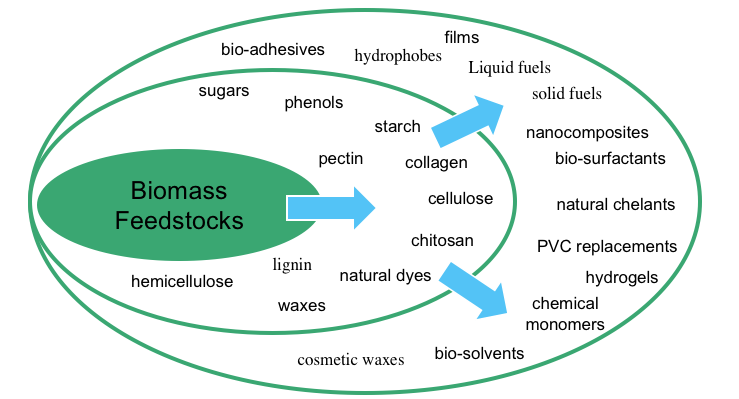 films
bio-adhesives
hydrophobes
Liquid fuels
sugars
solid fuels
phenols
starch
nanocomposites
pectin
collagen
bio-surfactants
Biomass
Feedstocks
cellulose
natural chelants
chitosan
PVC replacements
lignin
natural dyes
hydrogels
hemicellulose
waxes
chemical
monomers
cosmetic waxes
bio-solvents